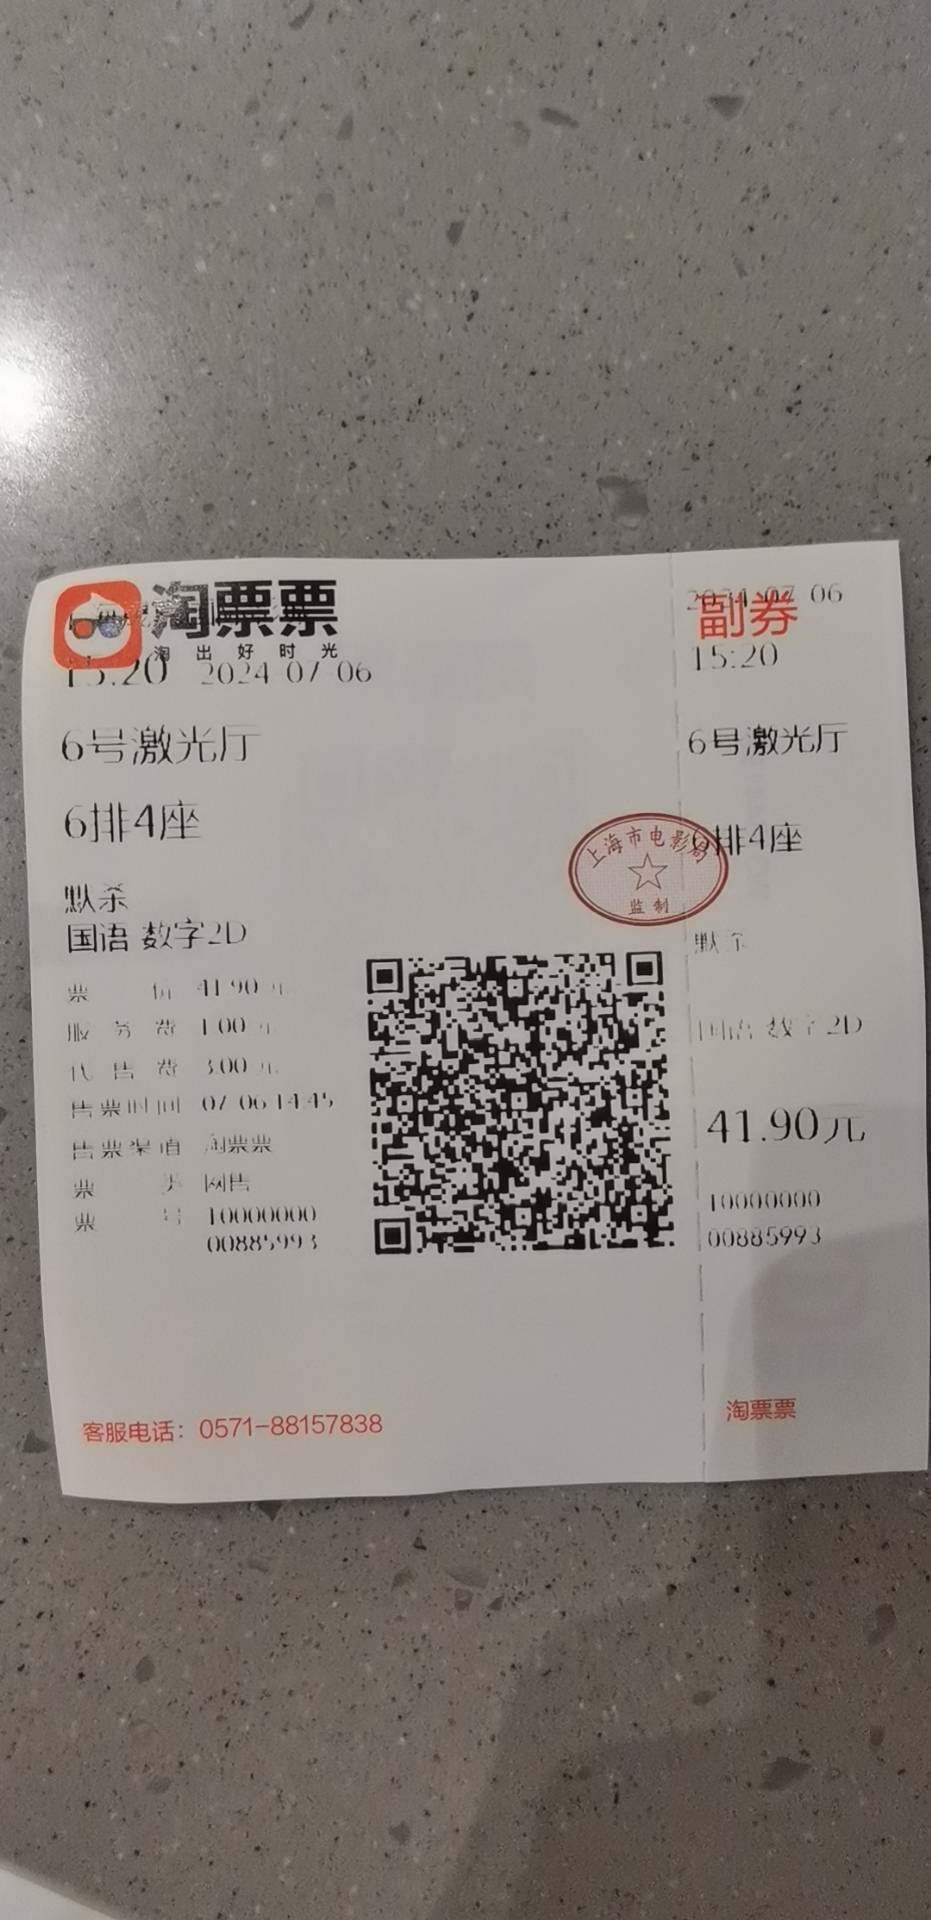 淘票票
淘出好时光
15:20 2024-07-06
6号激光厅
6排4座
默杀
国语 数字2D
票 价 41.90元
服务费 1.00元
代售费 3.00元
售票时间 07-06 14:45
售票渠道 淘票票
票 类 网售
票 号 10000000
00885993
客服电话：0571-88157838
上海市电影局
监制
2024-07-06
副券
15:20
6号激光厅
6排4座
默杀
国语 数字2D
41.90元
10000000
00885993
淘票票